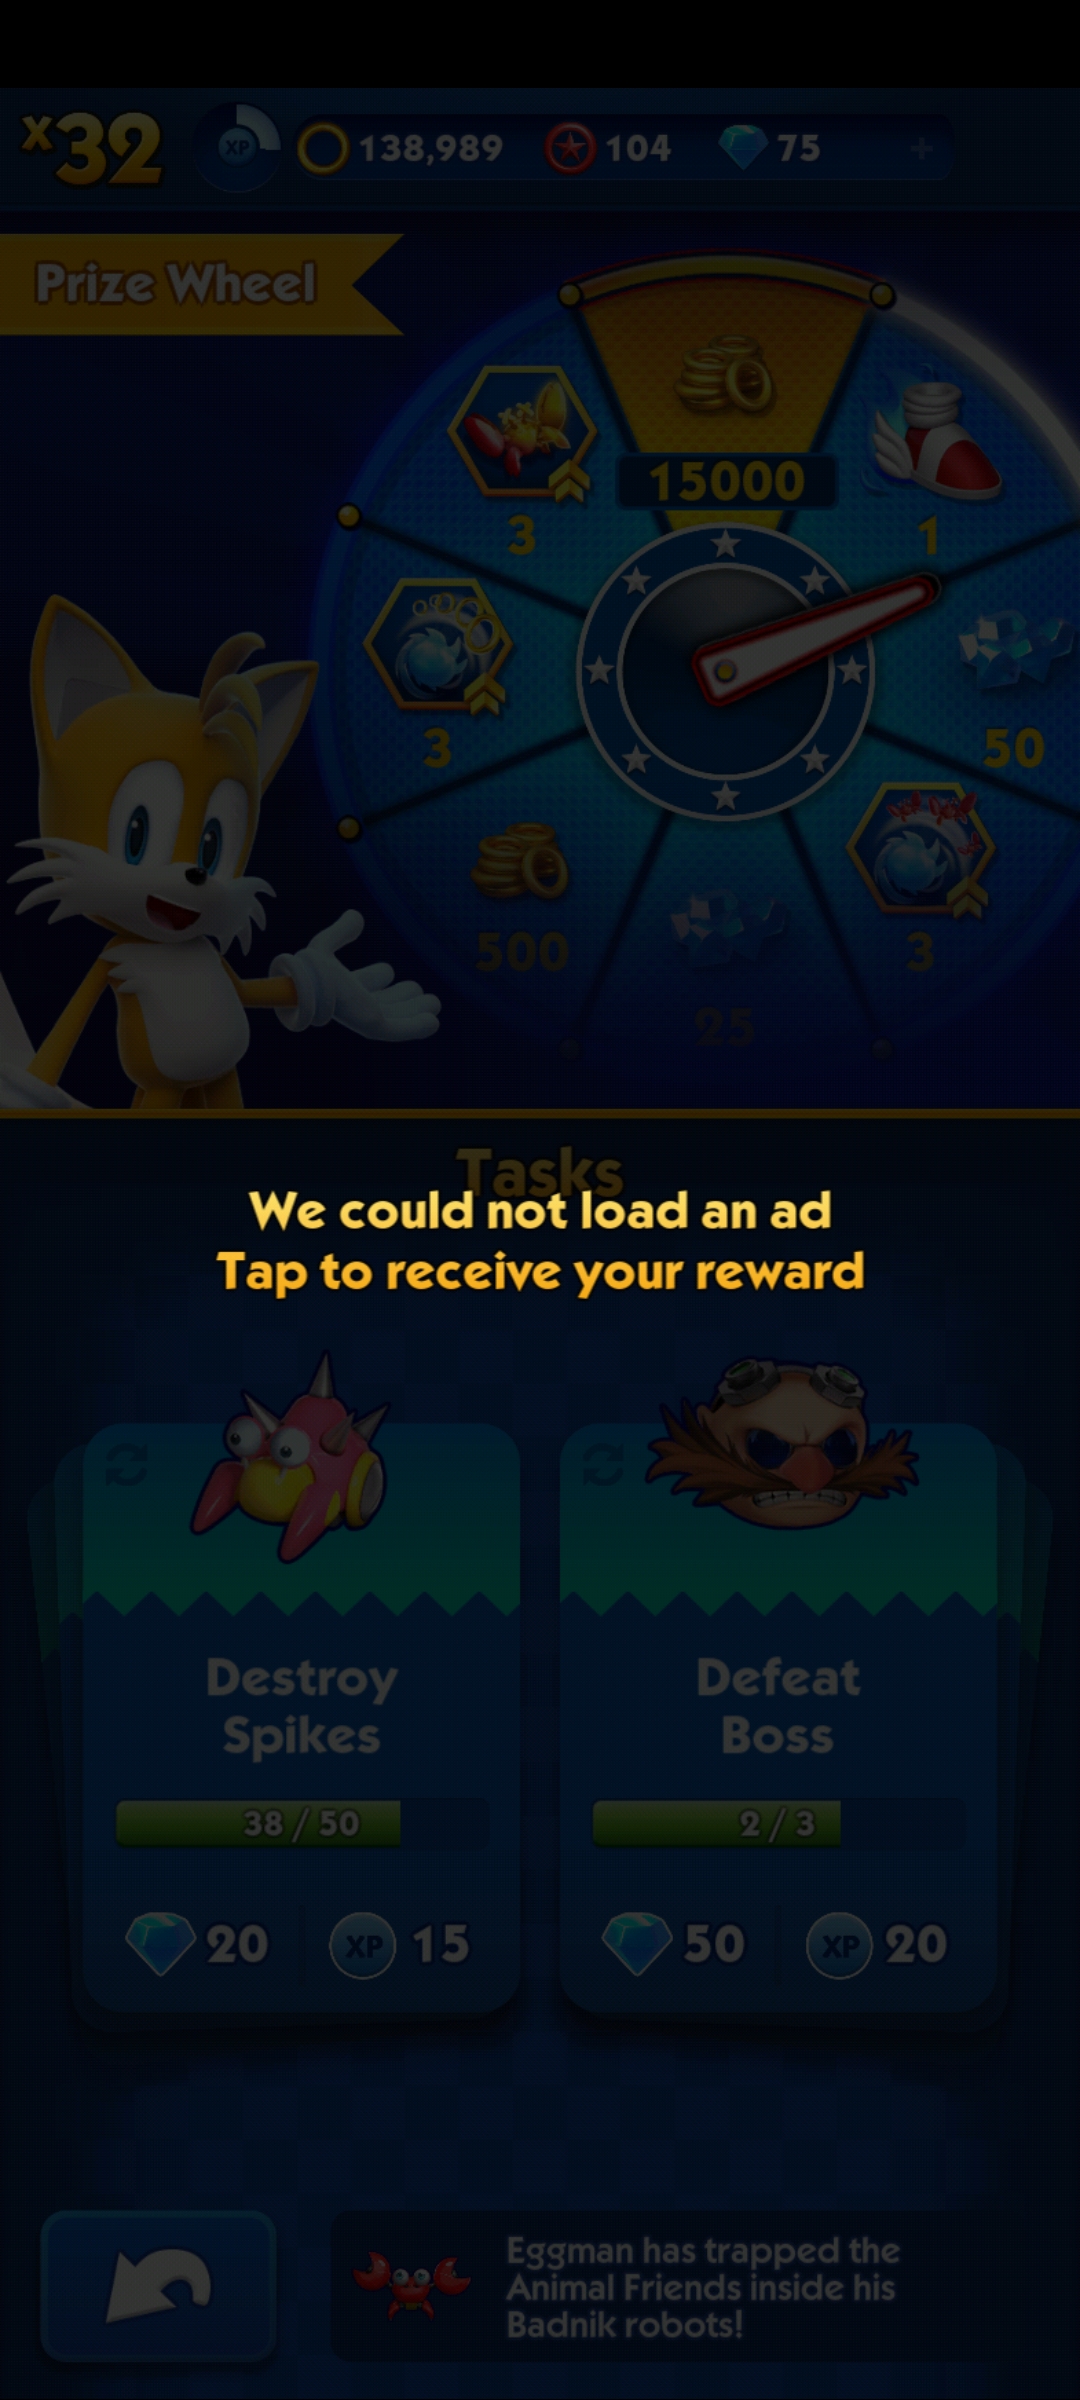 x32 XP 138,989 104 75 +
Prize Wheel
15000
3
1
3
50
500
3
25
Tasks
We could not load an ad
Tap to receive your reward
Destroy
Spikes
38 / 50
20 XP 15
Defeat
Boss
2 / 3
50 XP 20
Eggman has trapped the
Animal Friends inside his
Badnik robots!